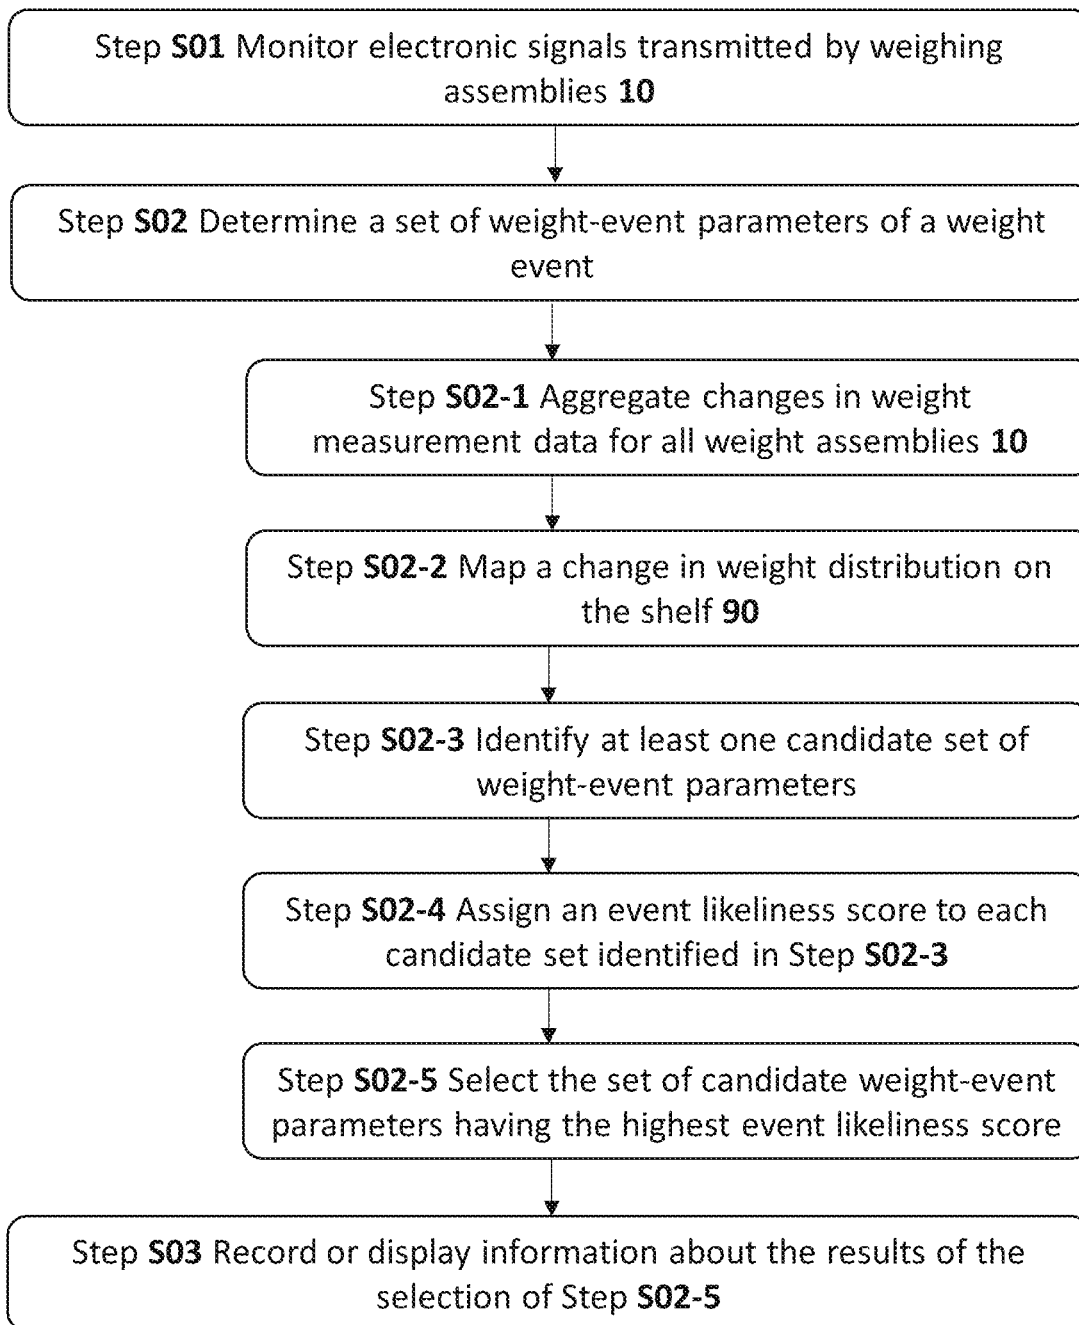 Step S01 Monitor electronic signals transmitted by weighing
assemblies 10
Step S02 Determine a set of weight-event parameters of a weight
event
Step S02-1 Aggregate changes in weight
measurement data for all weight assemblies 10
Step S02-2 Map a change in weight distribution on
the shelf 90
Step S02-3 Identify at least one candidate set of
weight-event parameters
Step S02-4 Assign an event likeliness score to each
candidate set identified in Step S02-3
Step S02-5 Select the set of candidate weight-event
parameters having the highest event likeliness score
Step S03 Record or display information about the results of the
selection of Step S02-5